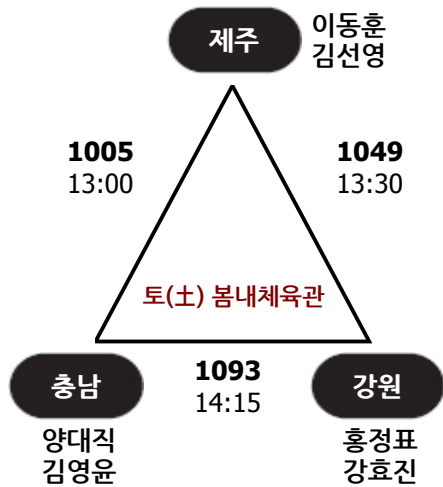 제주
이동훈
김선영
1005
13:00
1049
13:30
토(土) 봄내체육관
충남
양대직
김영윤
1093
14:15
강원
홍정표
강효진